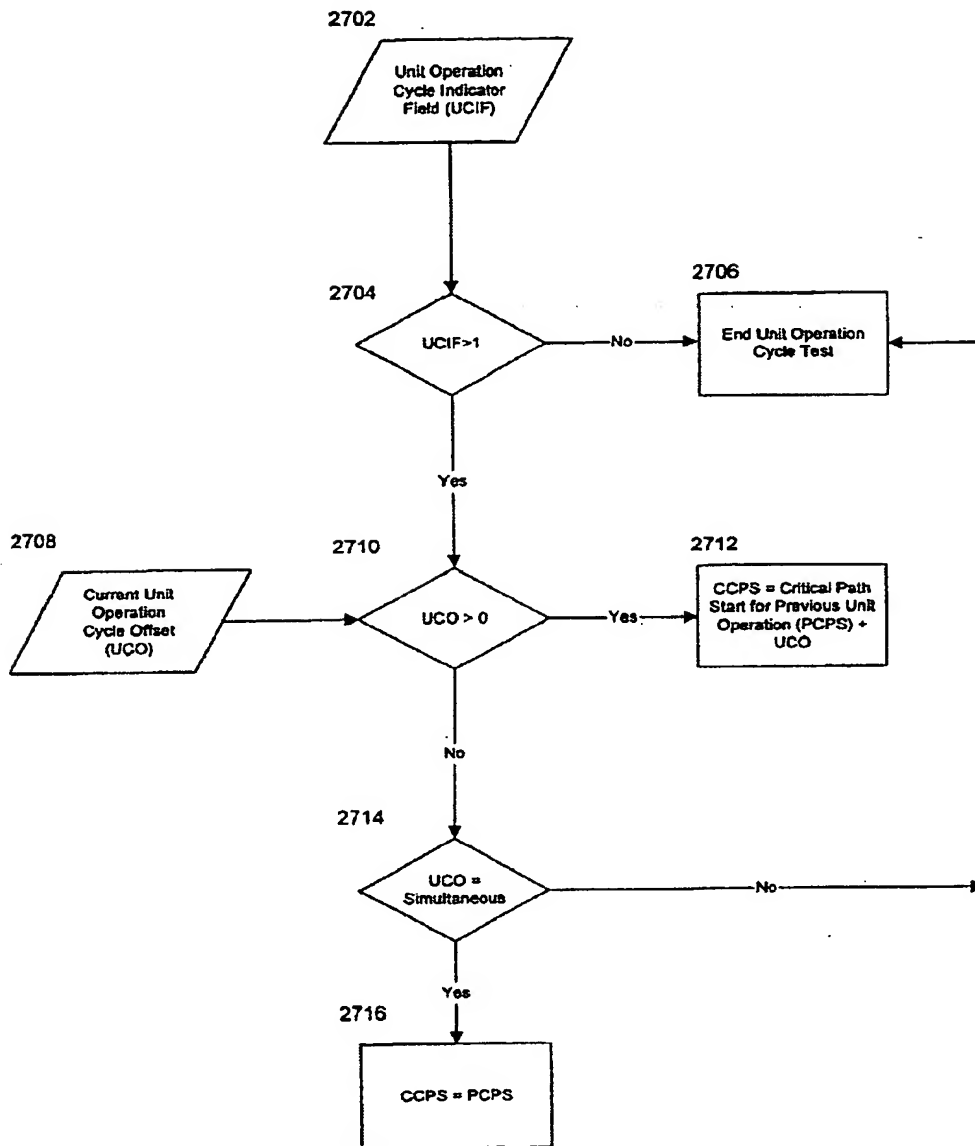 2702
Unit Operation
Cycle Indicator
Field (UCIF)
2704
UCIF>1
No
2706
End Unit Operation
Cycle Test
Yes
2708
Current Unit
Operation
Cycle Offset
(UCO)
2710
UCO > 0
Yes
2712
CCPS = Critical Path
Start for Previous Unit
Operation (PCPS) +
UCO
No
2714
UCO =
Simultaneous
No
Yes
2716
CCPS = PCPS